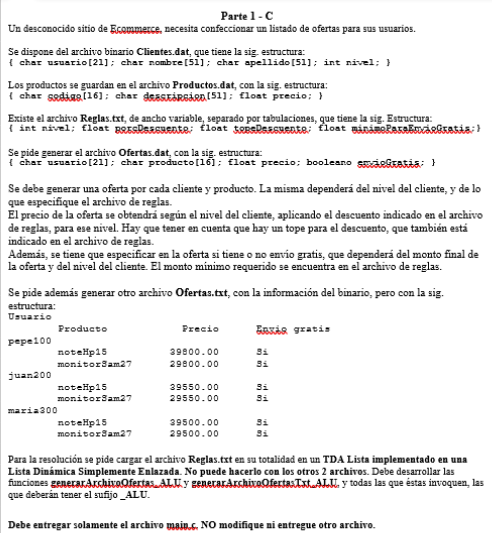 Parte 1 - C
Un desconocido sitio de Ecommerce, necesita confeccionar un listado de ofertas para sus usuarios.
Se dispone del archivo binario Clientes.dat, que tiene la sig. estructura:
{ char usuario[21]; char nombre[51]; char apellido[51]; int nivel; }
Los productos se guardan en el archivo Productos.dat, con la sig. estructura:
{ char codigo[16]; char descripcion[51]; float precio; }
Existe el archivo Reglas.txt, de ancho variable, separado por tabulaciones, que tiene la sig. Estructura:
{ int nivel; float porcDescuento; float topeDescuento; float minimoParaEnvioGratis;}
Se pide generar el archivo Ofertas.dat, con la sig. estructura:
{ char usuario[21]; char producto[16]; float precio; booleano envioGratis; }
Se debe generar una oferta por cada cliente y producto. La misma dependerá del nivel del cliente, y de lo
que especifique el archivo de reglas.
El precio de la oferta se obtendrá según el nivel del cliente, aplicando el descuento indicado en el archivo
de reglas, para ese nivel. Hay que tener en cuenta que hay un tope para el descuento, que también está
indicado en el archivo de reglas.
Además, se tiene que especificar en la oferta si tiene o no envío gratis, que dependerá del monto final de
la oferta y del nivel del cliente. El monto mínimo requerido se encuentra en el archivo de reglas.
Se pide además generar otro archivo Ofertas.txt, con la información del binario, pero con la sig.
estructura:
Usuario
Producto Precio Envio gratis
pepe100
noteHp15 39800.00 Si
monitorSam27 29800.00 Si
juan200
noteHp15 39550.00 Si
monitorSam27 29550.00 Si
maria300
noteHp15 39500.00 Si
monitorSam27 29500.00 Si
Para la resolución se pide cargar el archivo Reglas.txt en su totalidad en un TDA Lista implementado en una
Lista Dinámica Simplemente Enlazada. No puede hacerlo con los otros 2 archivos. Debe desarrollar las
funciones generarArchivoOfertas_ALU y generarArchivoOfertasTxt_ALU, y todas las que éstas invoquen, las
que deberán tener el sufijo _ALU.
Debe entregar solamente el archivo main.c, NO modifique ni entregue otro archivo.